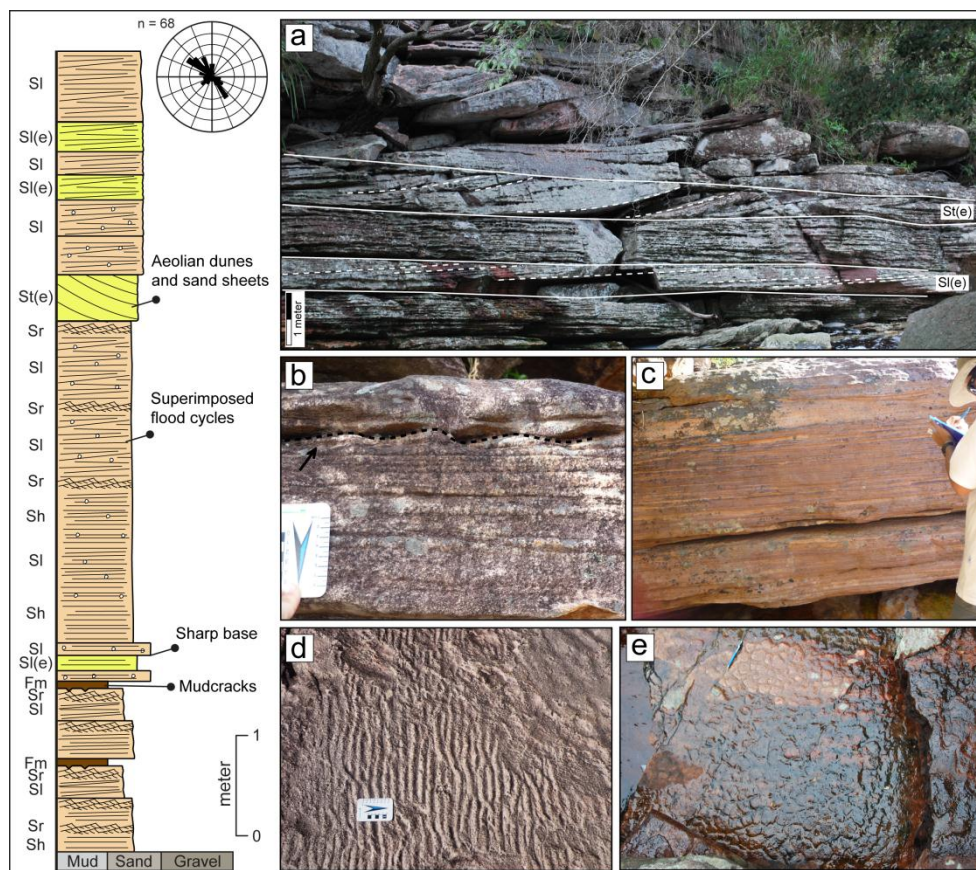 n = 68
Sl
Sl(e)
Sl
Sl(e)
Sl
St(e)
Sr
Sl
Sr
Sl
Sr
Sh
Sl
Sh
Sl
Sl(e)
Fm
Sr
Sl
Fm
Sr
Sl
Sr
Sh
Aeolian dunes
and sand sheets
Superimposed
flood cycles
Sharp base
Mudcracks
1
meter
0
Mud Sand Gravel
a
St(e)
Sl(e)
1 meter
b
c
d
e